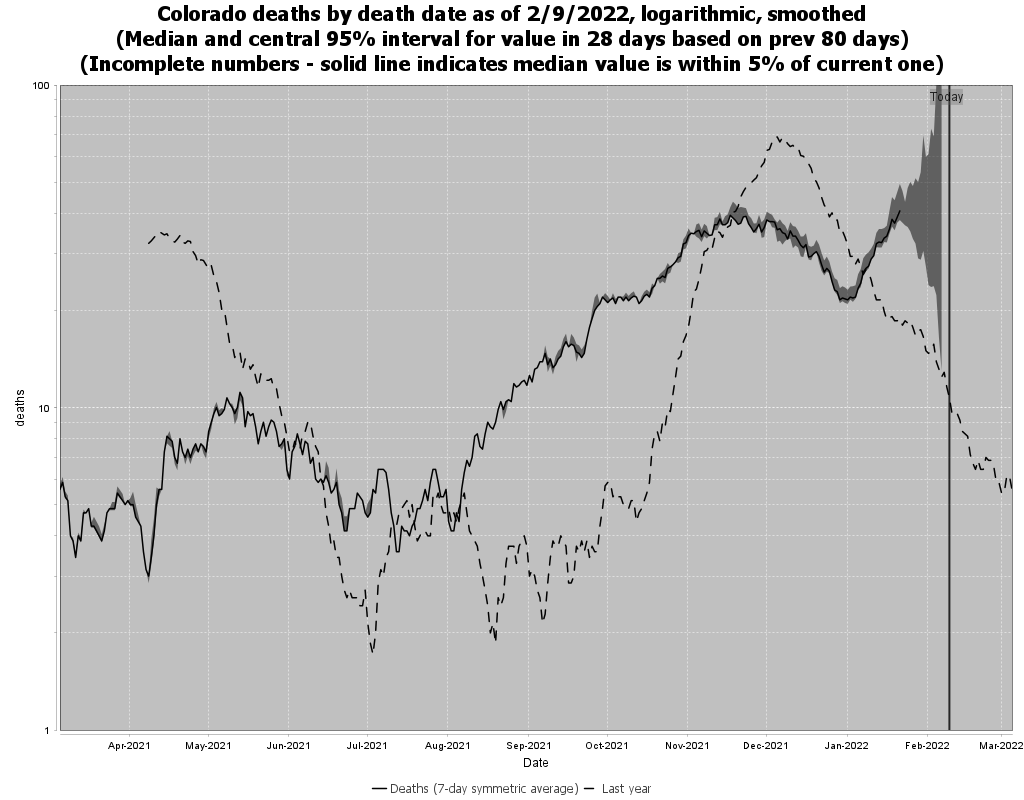 Colorado deaths by death date as of 2/9/2022, logarithmic, smoothed
(Median and central 95% interval for value in 28 days based on prev 80 days)
(Incomplete numbers - solid line indicates median value is within 5% of current one)
100
Today
deaths
10
1
Apr-2021 May-2021 Jun-2021 Jul-2021 Aug-2021 Sep-2021 Oct-2021 Nov-2021 Dec-2021 Jan-2022 Feb-2022 Mar-2022
Date
Deaths (7-day symmetric average) Last year